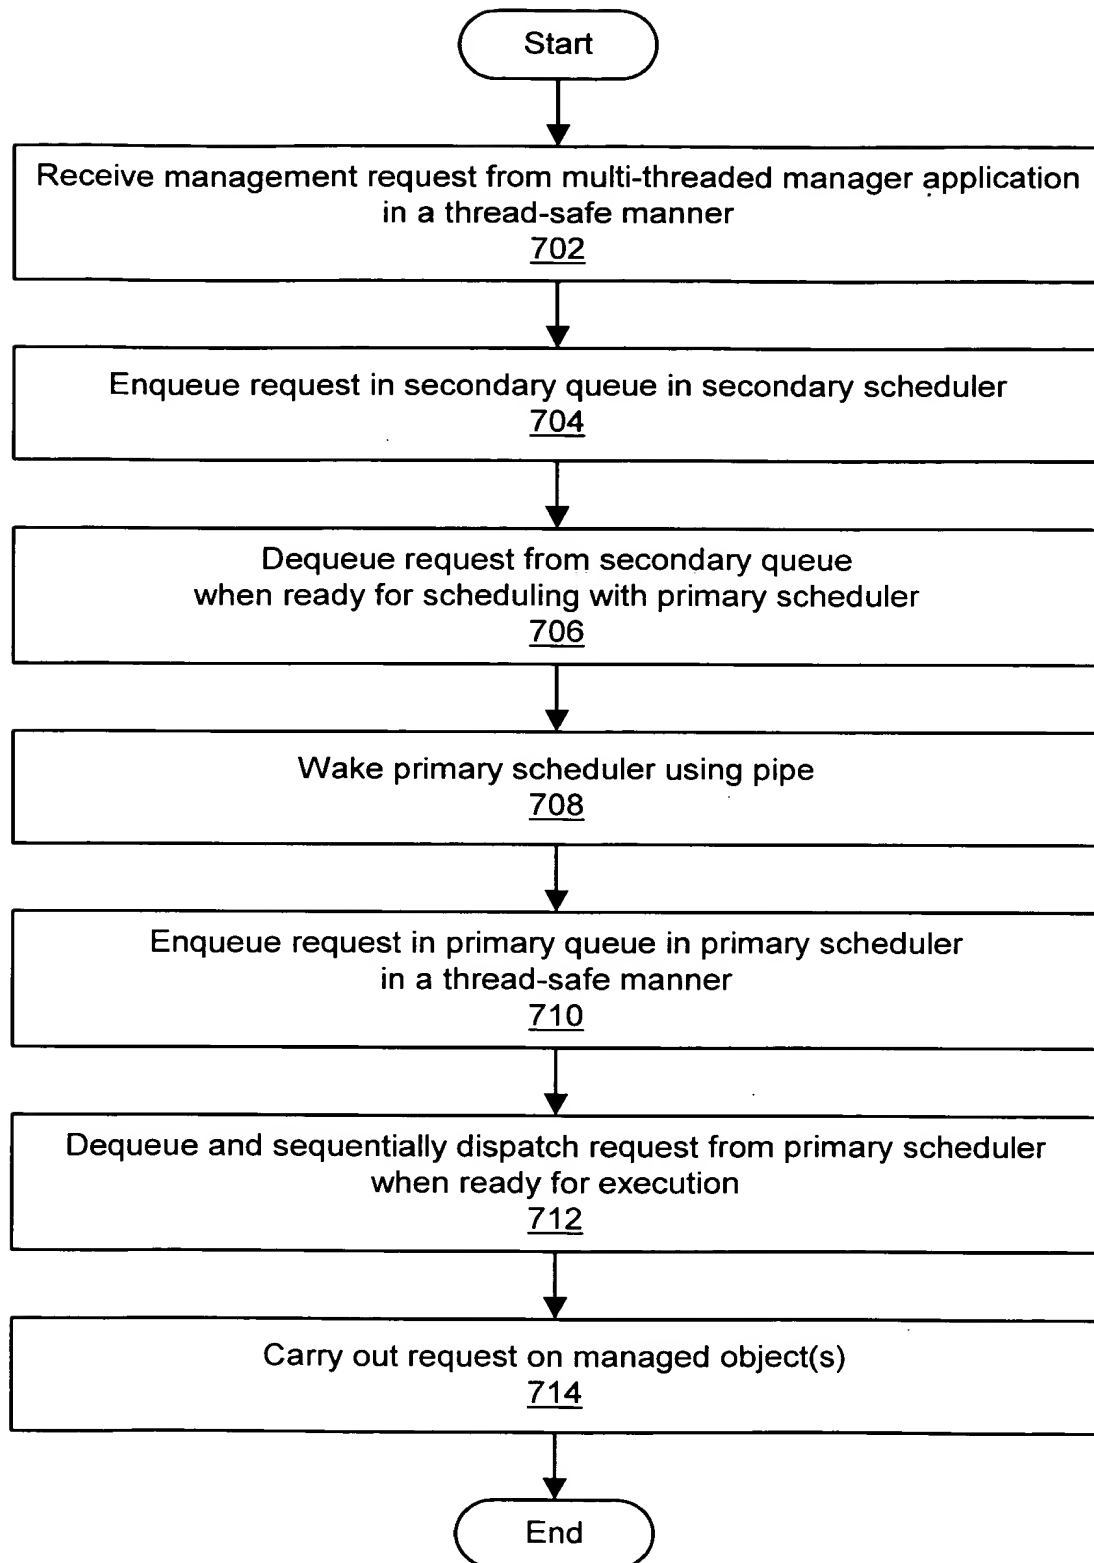 Start
Receive management request from multi-threaded manager application
in a thread-safe manner
702
Enqueue request in secondary queue in secondary scheduler
704
Dequeue request from secondary queue
when ready for scheduling with primary scheduler
706
Wake primary scheduler using pipe
708
Enqueue request in primary queue in primary scheduler
in a thread-safe manner
710
Dequeue and sequentially dispatch request from primary scheduler
when ready for execution
712
Carry out request on managed object(s)
714
End